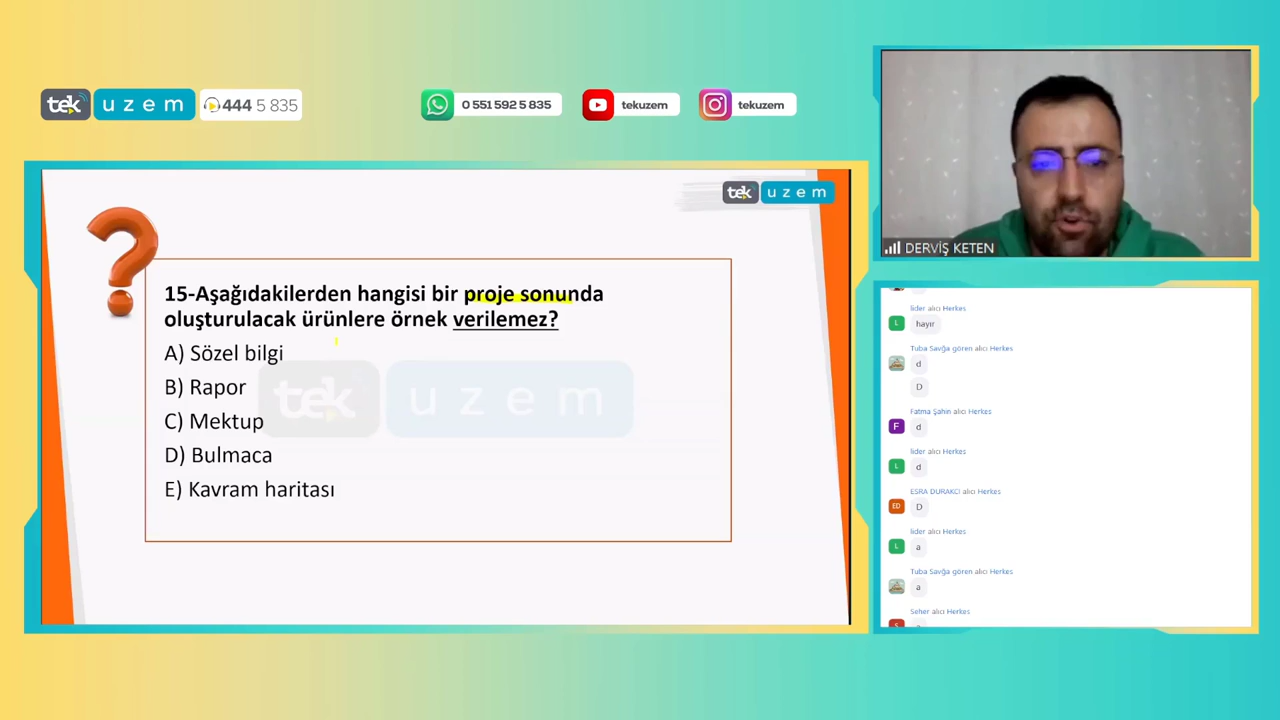 tek uzem 444 5 835
0 551 592 5 835
tekuzem
tekuzem
tek uzem
15-Aşağıdakilerden hangisi bir proje sonunda
oluşturulacak ürünlere örnek verilemez?
A) Sözel bilgi
B) Rapor
C) Mektup
D) Bulmaca
E) Kavram haritası
tek uzem
DERVİŞ KETEN
lider alıcı Herkes
L hayır
Tuba Savğa gören alıcı Herkes
d
D
Fatma Şahin alıcı Herkes
F d
lider alıcı Herkes
L d
ESRA DURAKCI alıcı Herkes
ED D
lider alıcı Herkes
L a
Tuba Savğa gören alıcı Herkes
a
Seher alıcı Herkes